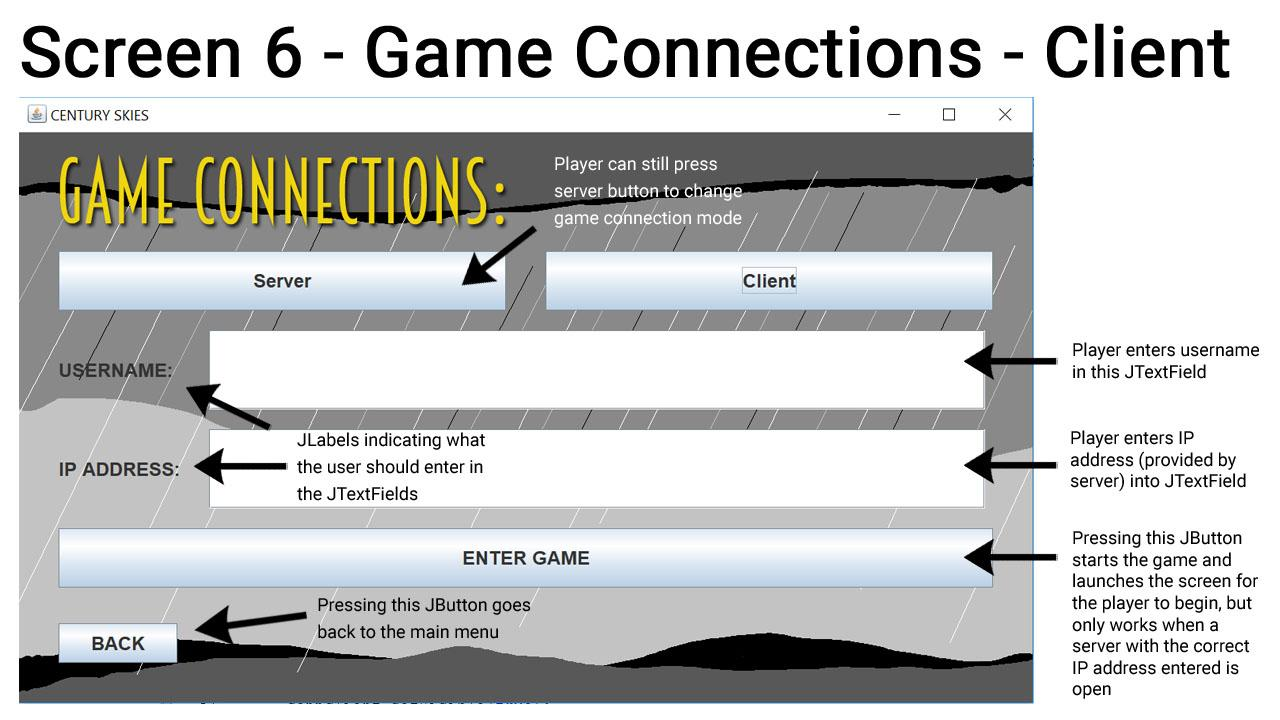 Screen 6 - Game Connections - Client
CENTURY SKIES
GAME CONNECTIONS:
Player can still press
server button to change
game connection mode
Server
Client
USERNAME:
Player enters username
in this JTextField
JLabels indicating what
the user should enter in
the JTextFields
IP ADDRESS:
Player enters IP
address (provided by
server) into JTextField
ENTER GAME
Pressing this JButton
starts the game and
launches the screen for
the player to begin, but
only works when a
server with the correct
IP address entered is
open
Pressing this JButton goes
back to the main menu
BACK